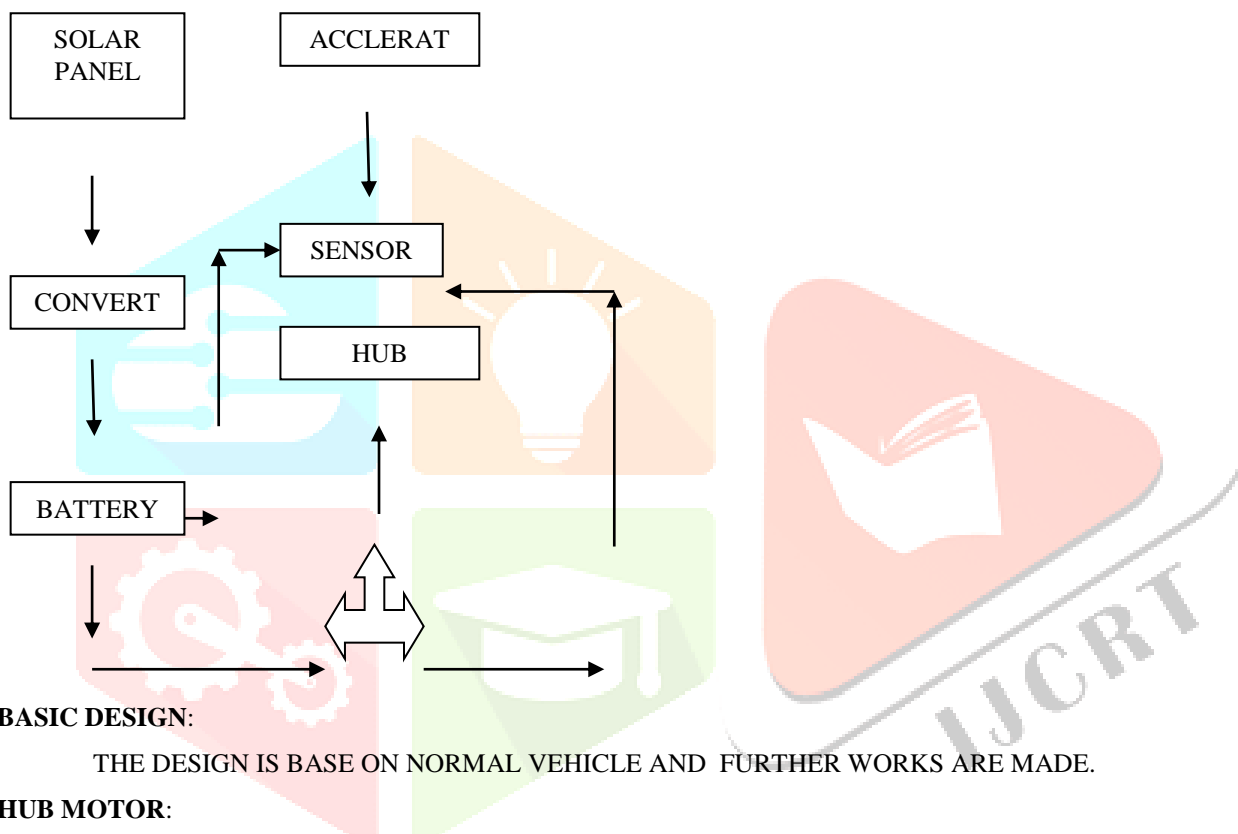 SOLAR
PANEL
ACCLERAT
SENSOR
CONVERT
HUB
BATTERY
IJCRT
BASIC DESIGN:
THE DESIGN IS BASE ON NORMAL VEHICLE AND FURTHER WORKS ARE MADE.
HUB MOTOR: